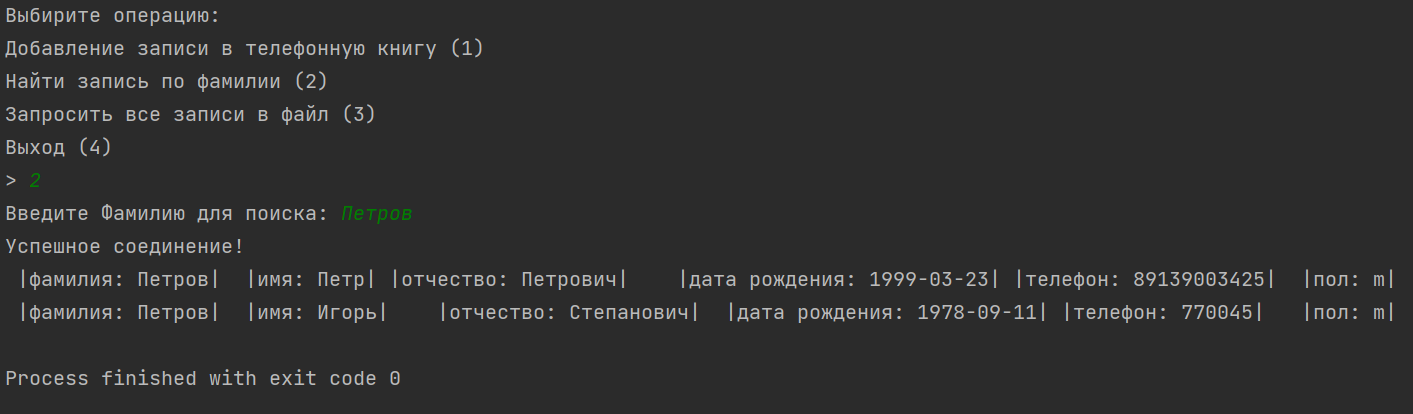 Выбирите операцию:
Добавление записи в телефонную книгу (1)
Найти запись по фамилии (2)
Запросить все записи в файл (3)
Выход (4)
> 2
Введите Фамилию для поиска: Петров
Успешное соединение!
|фамилия: Петров| |имя: Петр| |отчество: Петрович| |дата рождения: 1999-03-23| |телефон: 89139003425| |пол: m|
|фамилия: Петров| |имя: Игорь| |отчество: Степанович| |дата рождения: 1978-09-11| |телефон: 770045| |пол: m|
Process finished with exit code 0